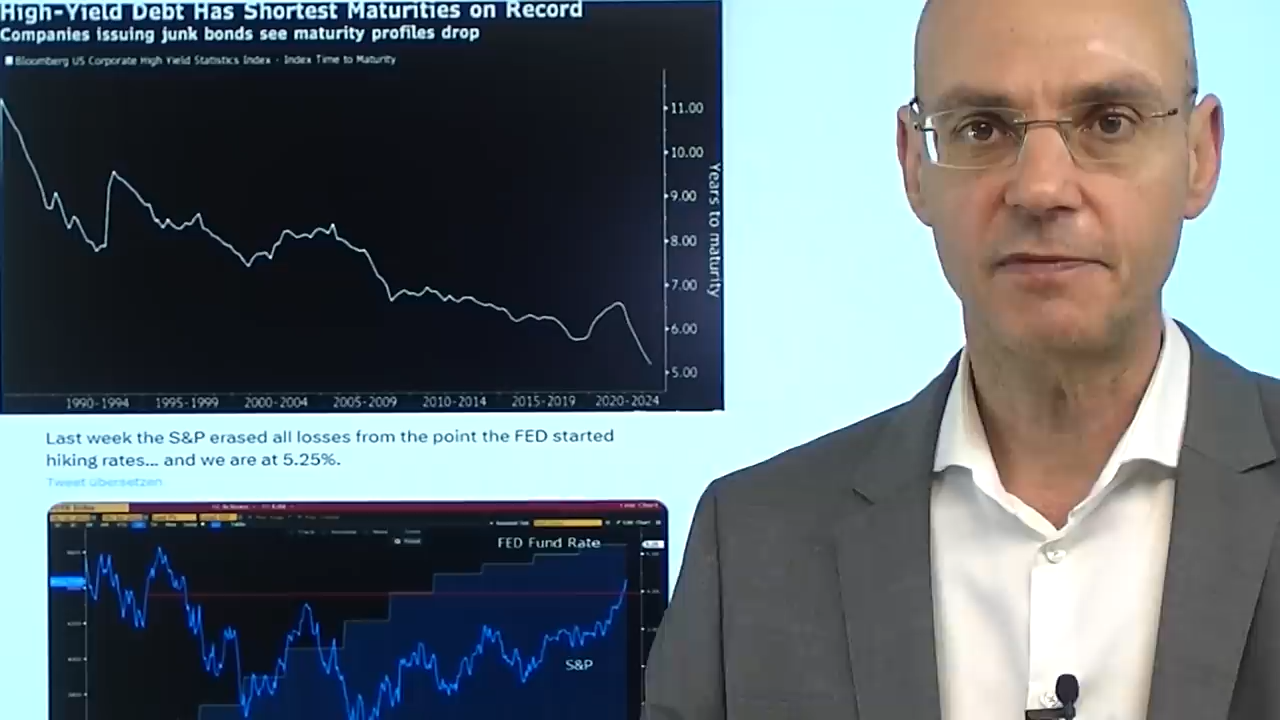 High-Yield Debt Has Shortest Maturities on Record
Companies issuing junk bonds see maturity profiles drop
Bloomberg US Corporate High Yield Statistics Index - Index Time to Maturity
11.00
10.00
9.00
8.00
7.00
6.00
5.00
Years to maturity
1990-1994 1995-1999 2000-2004 2005-2009 2010-2014 2015-2019 2020-2024
Last week the S&P erased all losses from the point the FED started
hiking rates... and we are at 5.25%.
Tweet übersetzen
FED Fund Rate
S&P